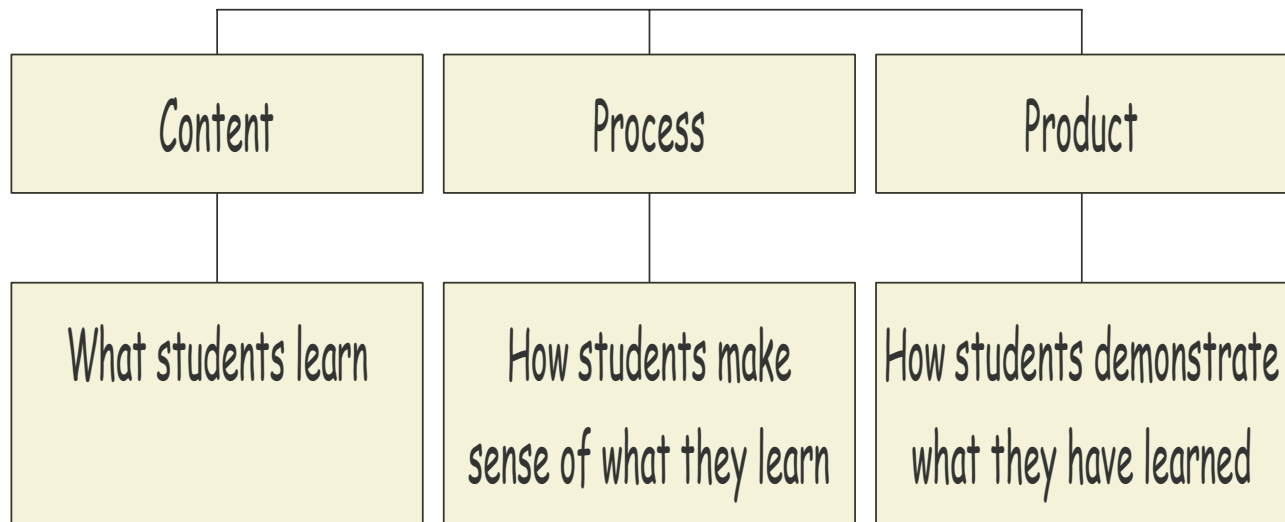 Content
Process
Product
What students learn
How students make
sense of what they learn
How students demonstrate
what they have learned